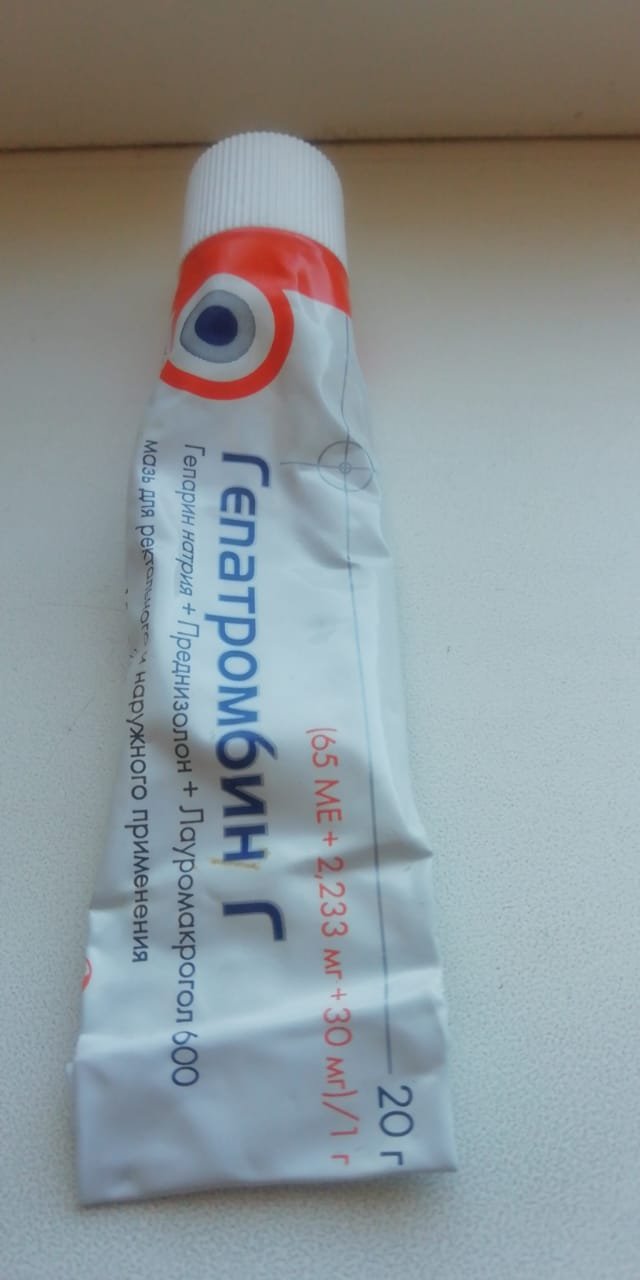 20 г
(65 МЕ + 2,233 мг + 30 мг)/1 г
Гепатромбин Г
Гепарин натрия + Преднизолон + Лауромакрогол 600
мазь для ректального и наружного применения